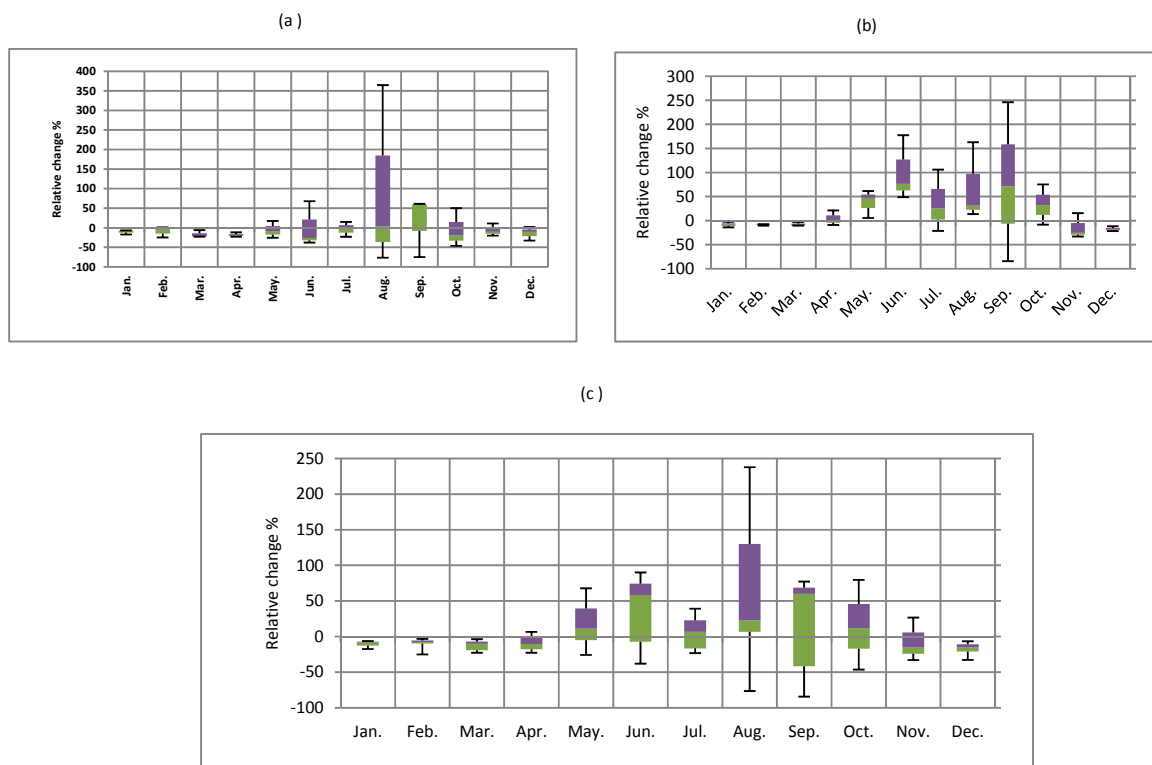 (a )
Relative change %
400
350
300
250
200
150
100
50
0
-50
-100
Jan.
Feb.
Mar.
Apr.
May.
Jun.
Jul.
Aug.
Sep.
Oct.
Nov.
Dec.
(b)
Relative change %
300
250
200
150
100
50
0
-50
-100
Jan.
Feb.
Mar.
Apr.
May.
Jun.
Jul.
Aug.
Sep.
Oct.
Nov.
Dec.
(c )
Relative change %
250
200
150
100
50
0
-50
-100
Jan. Feb. Mar. Apr. May. Jun. Jul. Aug. Sep. Oct. Nov. Dec.